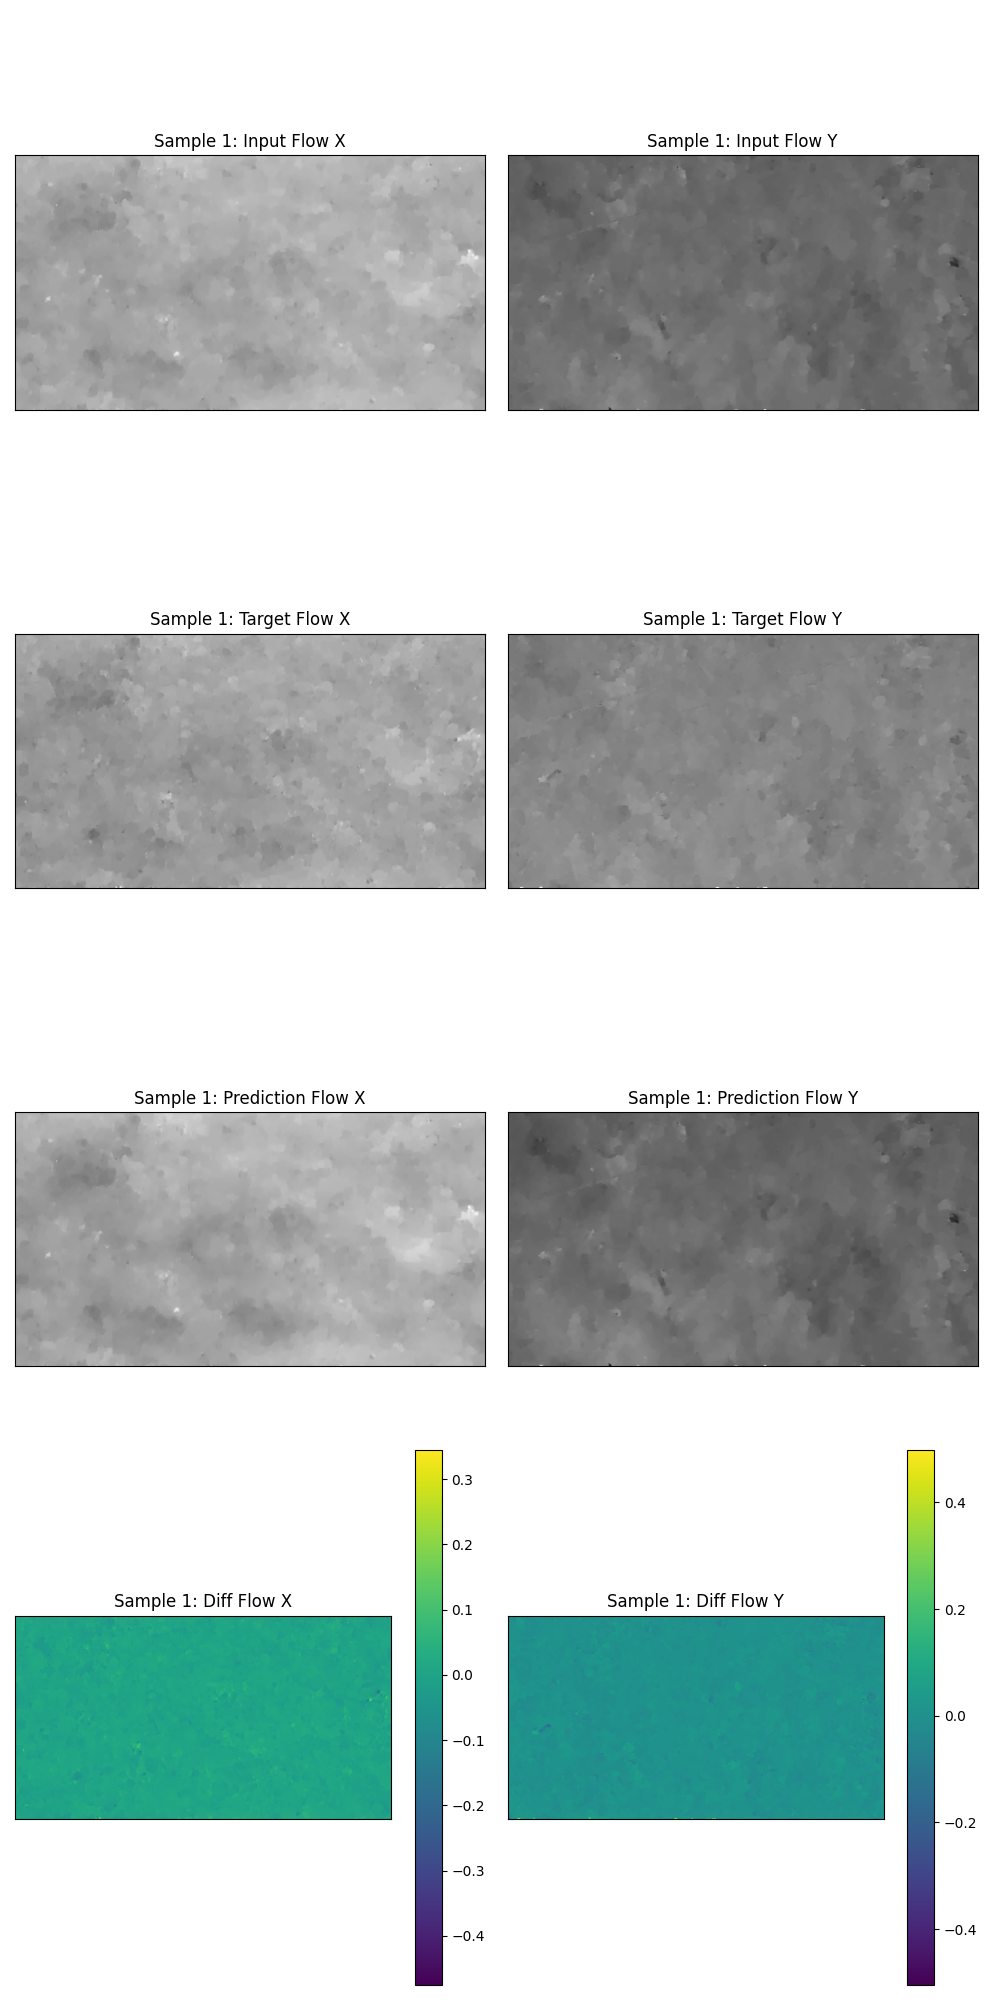 Sample 1: Input Flow X
Sample 1: Input Flow Y
Sample 1: Target Flow X
Sample 1: Target Flow Y
Sample 1: Prediction Flow X
Sample 1: Prediction Flow Y
Sample 1: Diff Flow X
0.3
0.2
0.1
0.0
−0.1
−0.2
−0.3
−0.4
Sample 1: Diff Flow Y
0.4
0.2
0.0
−0.2
−0.4